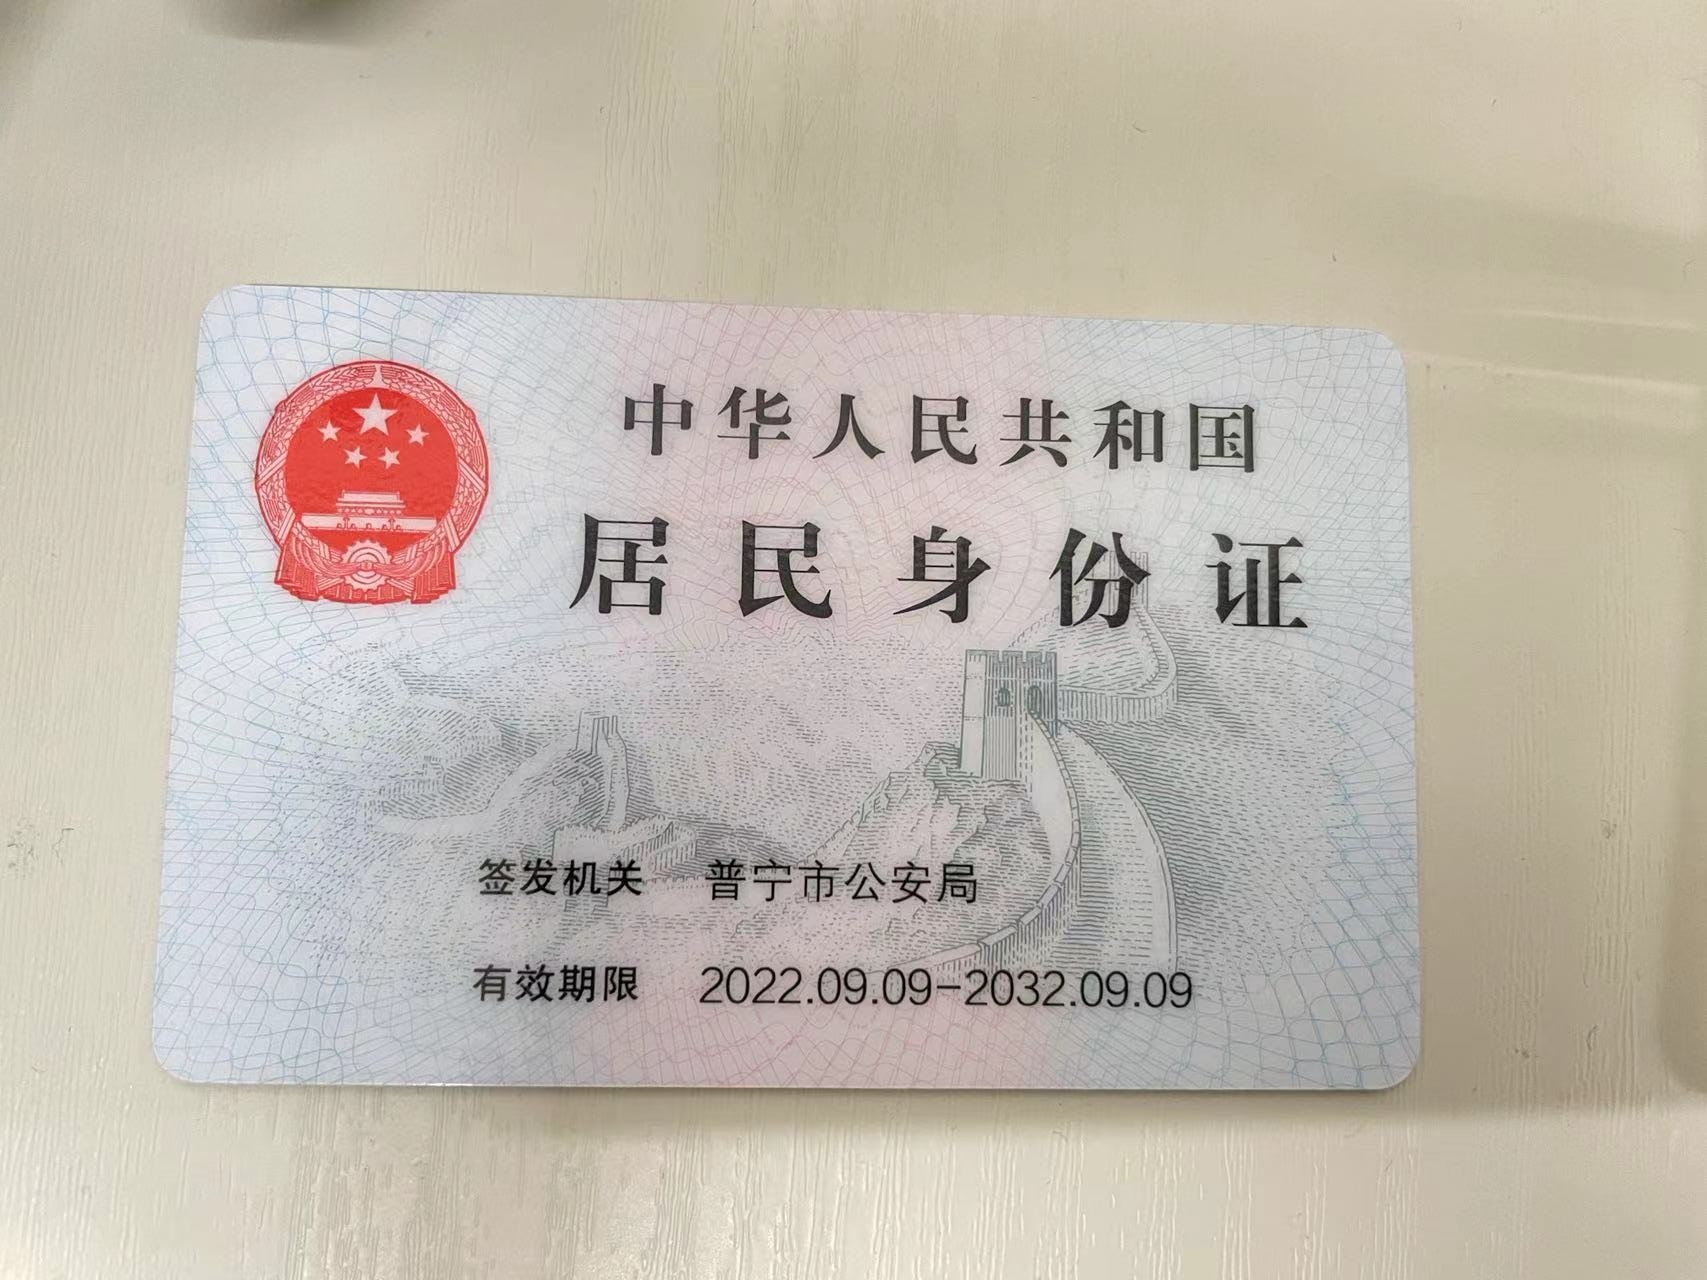 中华人民共和国
居民身份证
签发机关 普宁市公安局
有效期限 2022.09.09-2032.09.09